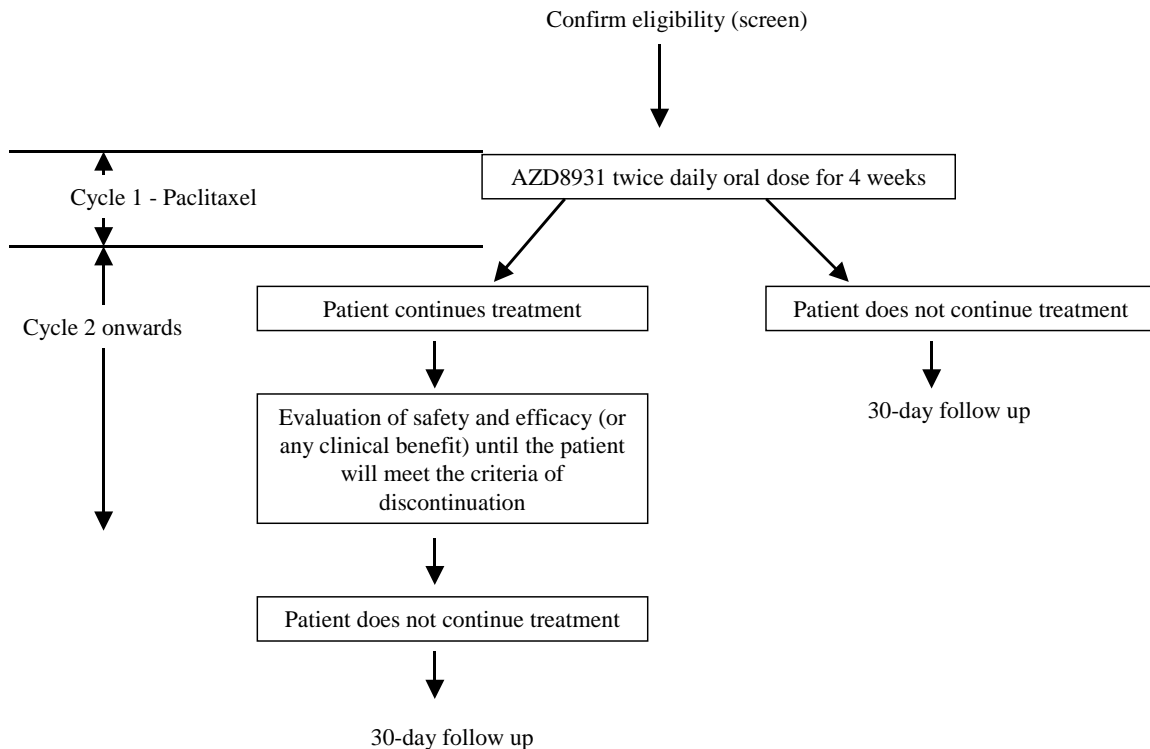 Confirm eligibility (screen)
AZD8931 twice daily oral dose for 4 weeks
Cycle 1 - Paclitaxel
Patient continues treatment
Patient does not continue treatment
Cycle 2 onwards
30-day follow up
Evaluation of safety and efficacy (or
any clinical benefit) until the patient
will meet the criteria of
discontinuation
Patient does not continue treatment
30-day follow up